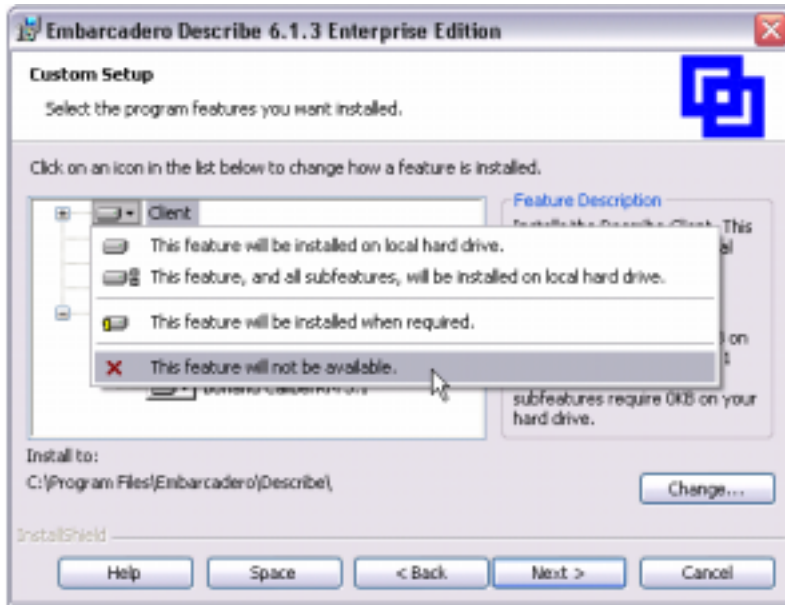 Embarcadero Describe 6.1.3 Enterprise Edition
Custom Setup
Select the program features you want installed.
Click on an icon in the list below to change how a feature is installed.
Client
Feature Description
This
This feature will be installed on local hard drive.
This feature, and all subfeatures, will be installed on local hard drive.
This feature will be installed when required.
on
This feature will not be available.
1
subfeatures require 0KB on your
hard drive.
Install to:
C:\Program Files\Embarcadero\Describe\
Change...
InstallShield
Help
Space
< Back
Next >
Cancel